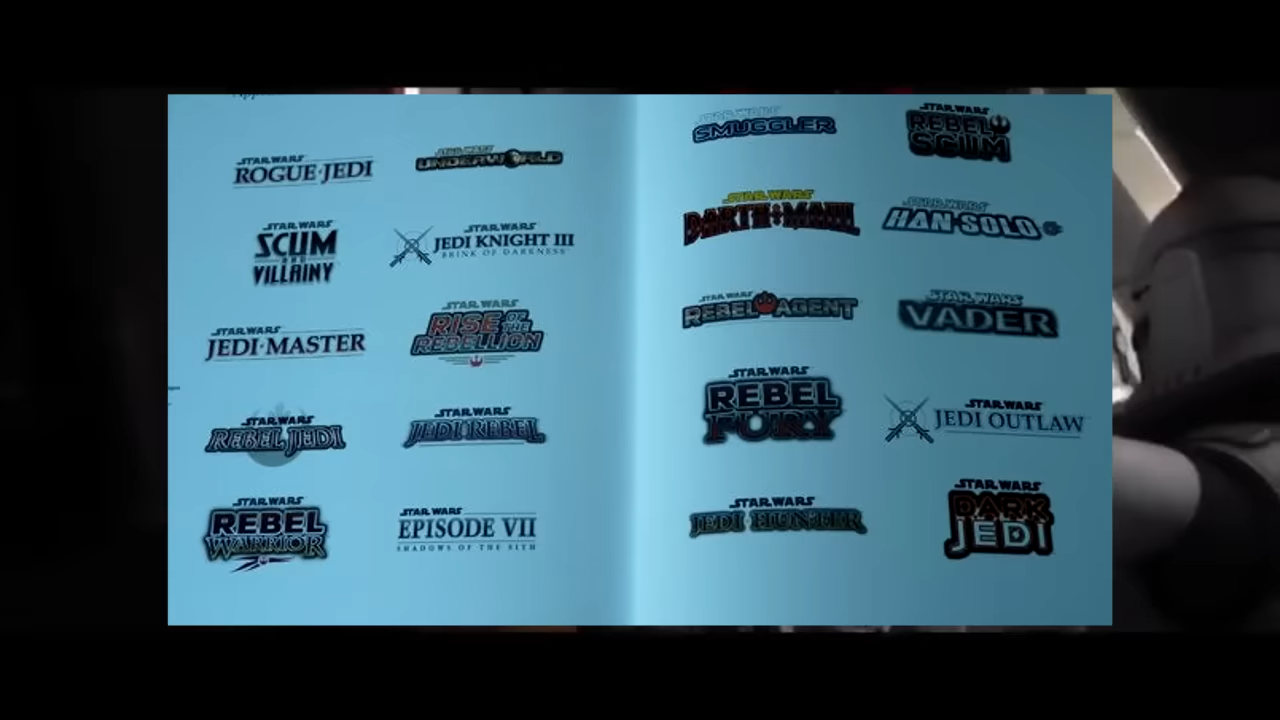 STAR WARS
ROGUE·JEDI
STAR WARS
UNDERWORLD
STAR WARS
SCUM
AND
VILLAINY
STAR WARS
JEDI KNIGHT III
BRINK OF DARKNESS
STAR WARS
JEDI·MASTER
STAR WARS
RISE OF THE
REBELLION
STAR WARS
REBEL JEDI
STAR WARS
JEDI REBEL
STAR WARS
REBEL
WARRIOR
STAR WARS
EPISODE VII
SHADOWS OF THE SITH
STAR WARS
SMUGGLER
STAR WARS
REBEL
SCUM
STAR WARS
DARTH MAUL
STAR WARS
HAN·SOLO
STAR WARS
REBEL AGENT
STAR WARS
VADER
STAR WARS
REBEL
FURY
STAR WARS
JEDI OUTLAW
STAR WARS
JEDI HUNTER
STAR WARS
DARK
JEDI